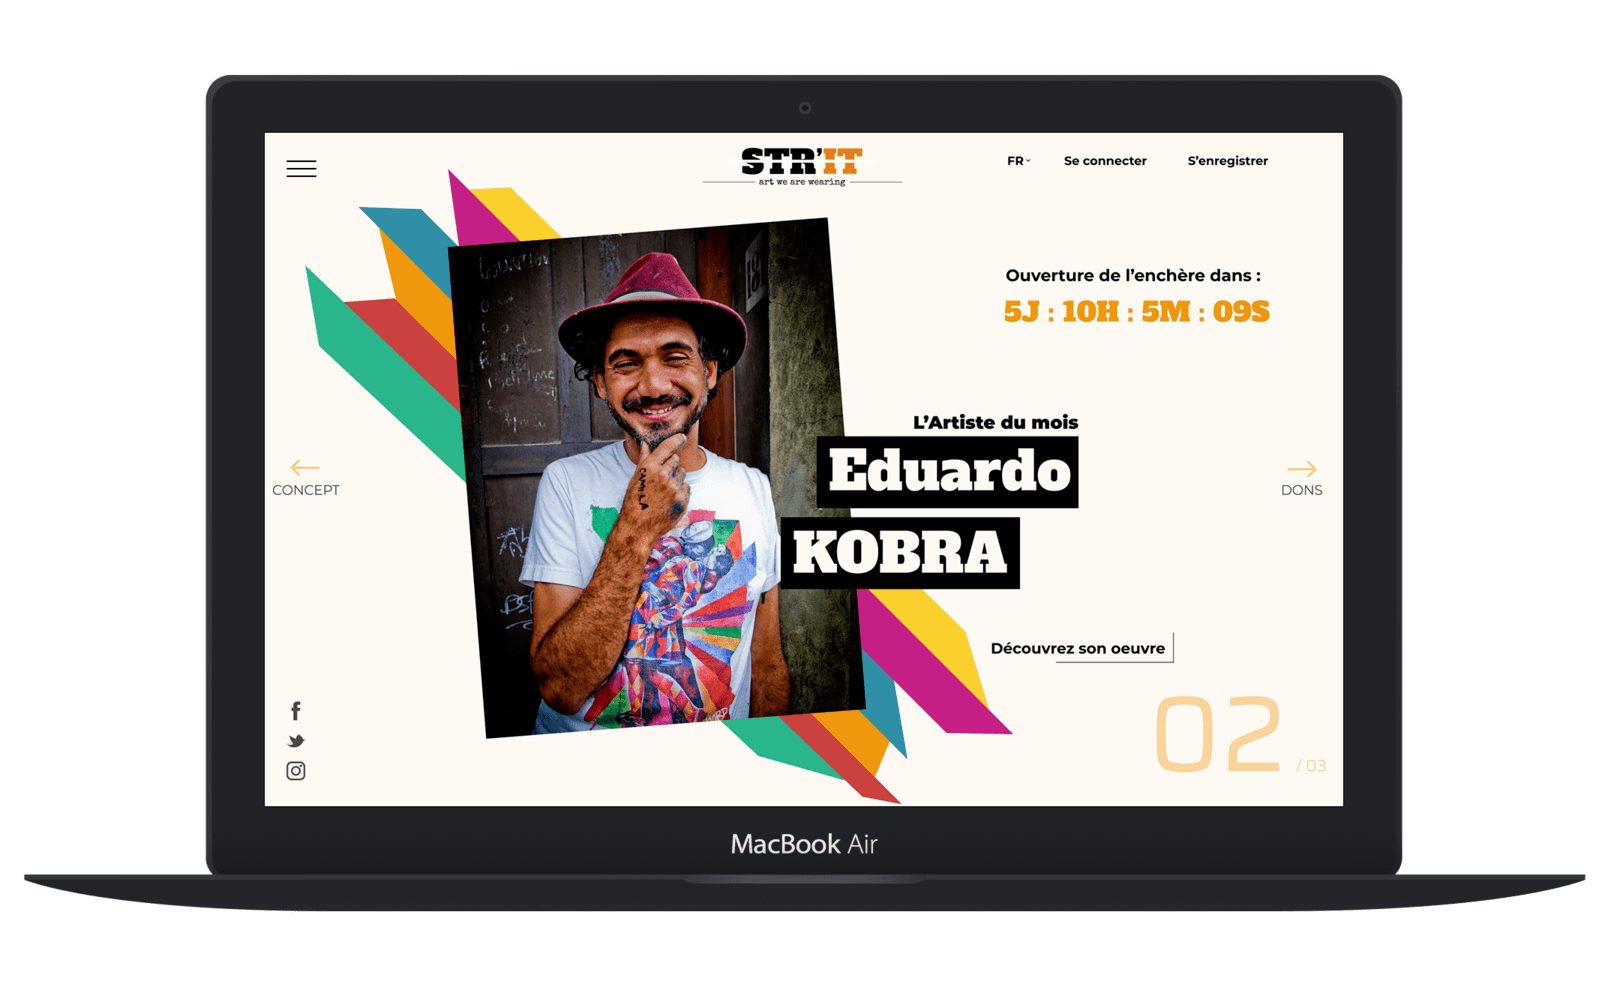 STR'IT
art we are wearing
FR
Se connecter
S'enregistrer
Ouverture de l'enchère dans :
5J : 10H : 5M : 09S
L'Artiste du mois
Eduardo
KOBRA
CONCEPT
DONS
CAMILA
Découvrez son oeuvre
02 / 03
MacBook Air